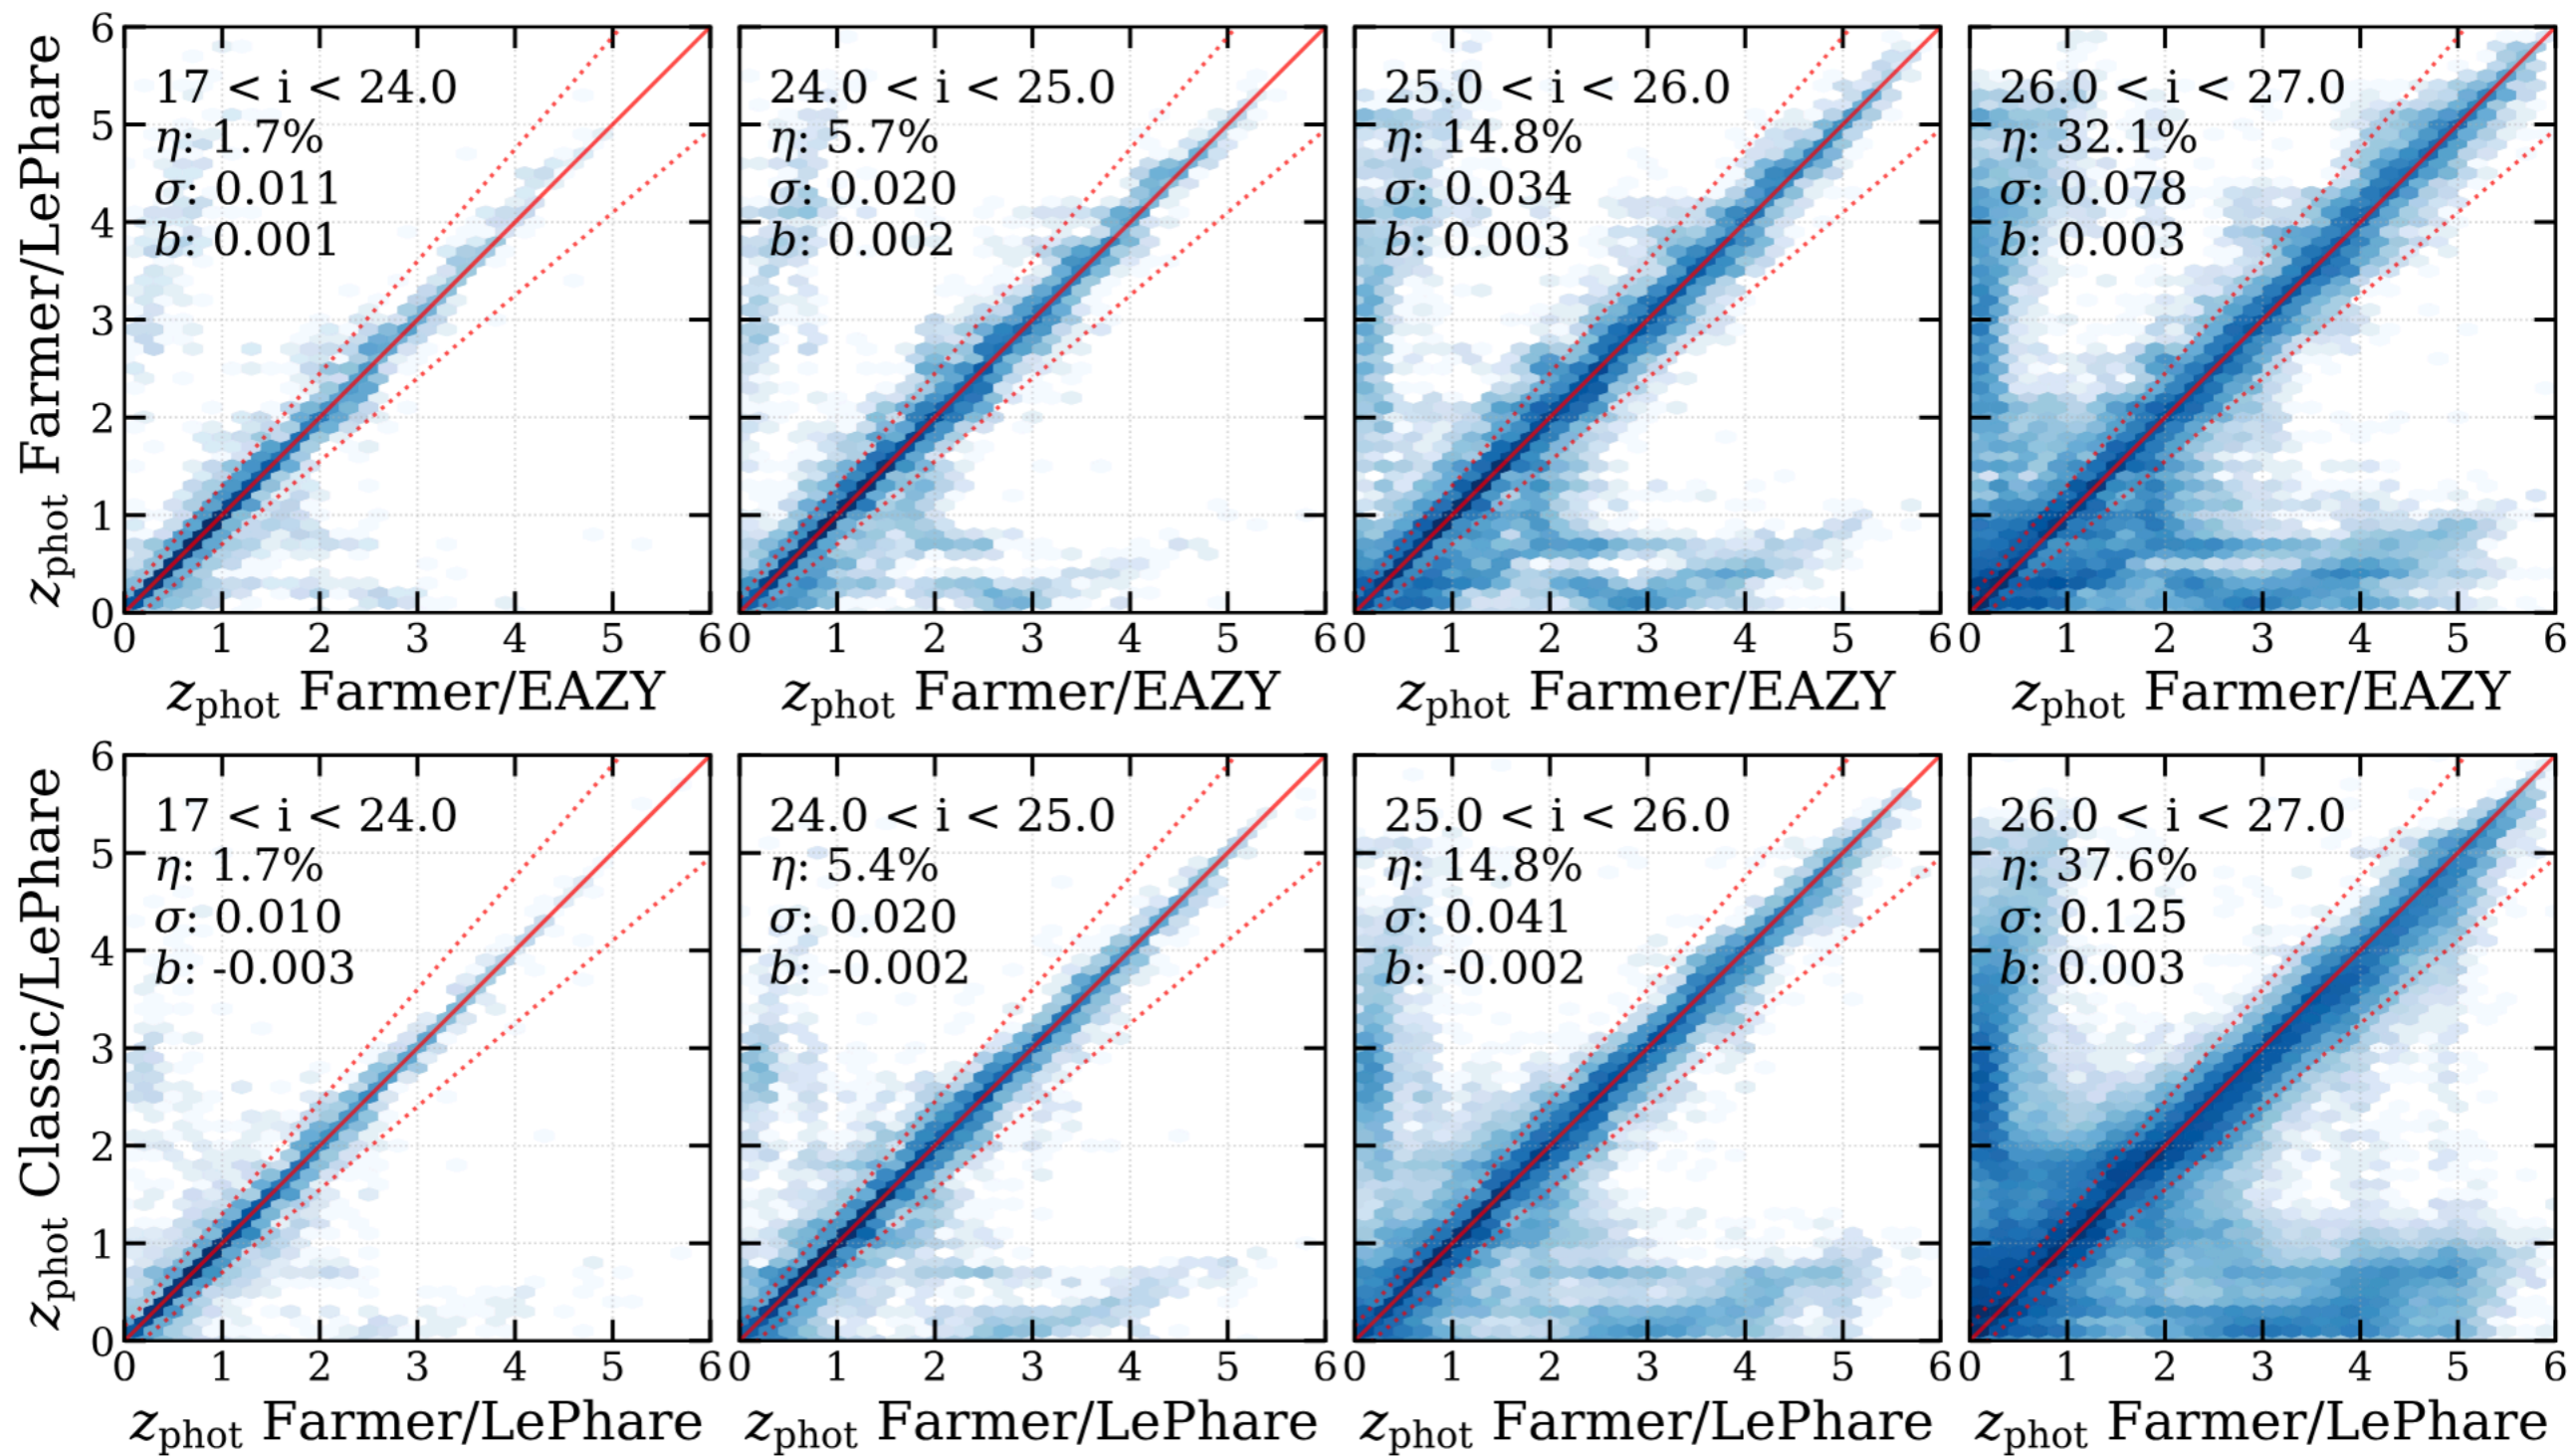 z_phot Farmer/LePhare
6
5
4
3
2
1
0
17 < i < 24.0
η: 1.7%
σ: 0.011
b: 0.001
0 1 2 3 4 5 6
z_phot Farmer/EAZY
24.0 < i < 25.0
η: 5.7%
σ: 0.020
b: 0.002
0 1 2 3 4 5 6
z_phot Farmer/EAZY
25.0 < i < 26.0
η: 14.8%
σ: 0.034
b: 0.003
0 1 2 3 4 5 6
z_phot Farmer/EAZY
26.0 < i < 27.0
η: 32.1%
σ: 0.078
b: 0.003
0 1 2 3 4 5 6
z_phot Farmer/EAZY
z_phot Classic/LePhare
6
5
4
3
2
1
0
17 < i < 24.0
η: 1.7%
σ: 0.010
b: -0.003
0 1 2 3 4 5 6
z_phot Farmer/LePhare
24.0 < i < 25.0
η: 5.4%
σ: 0.020
b: -0.002
0 1 2 3 4 5 6
z_phot Farmer/LePhare
25.0 < i < 26.0
η: 14.8%
σ: 0.041
b: -0.002
0 1 2 3 4 5 6
z_phot Farmer/LePhare
26.0 < i < 27.0
η: 37.6%
σ: 0.125
b: 0.003
0 1 2 3 4 5 6
z_phot Farmer/LePhare